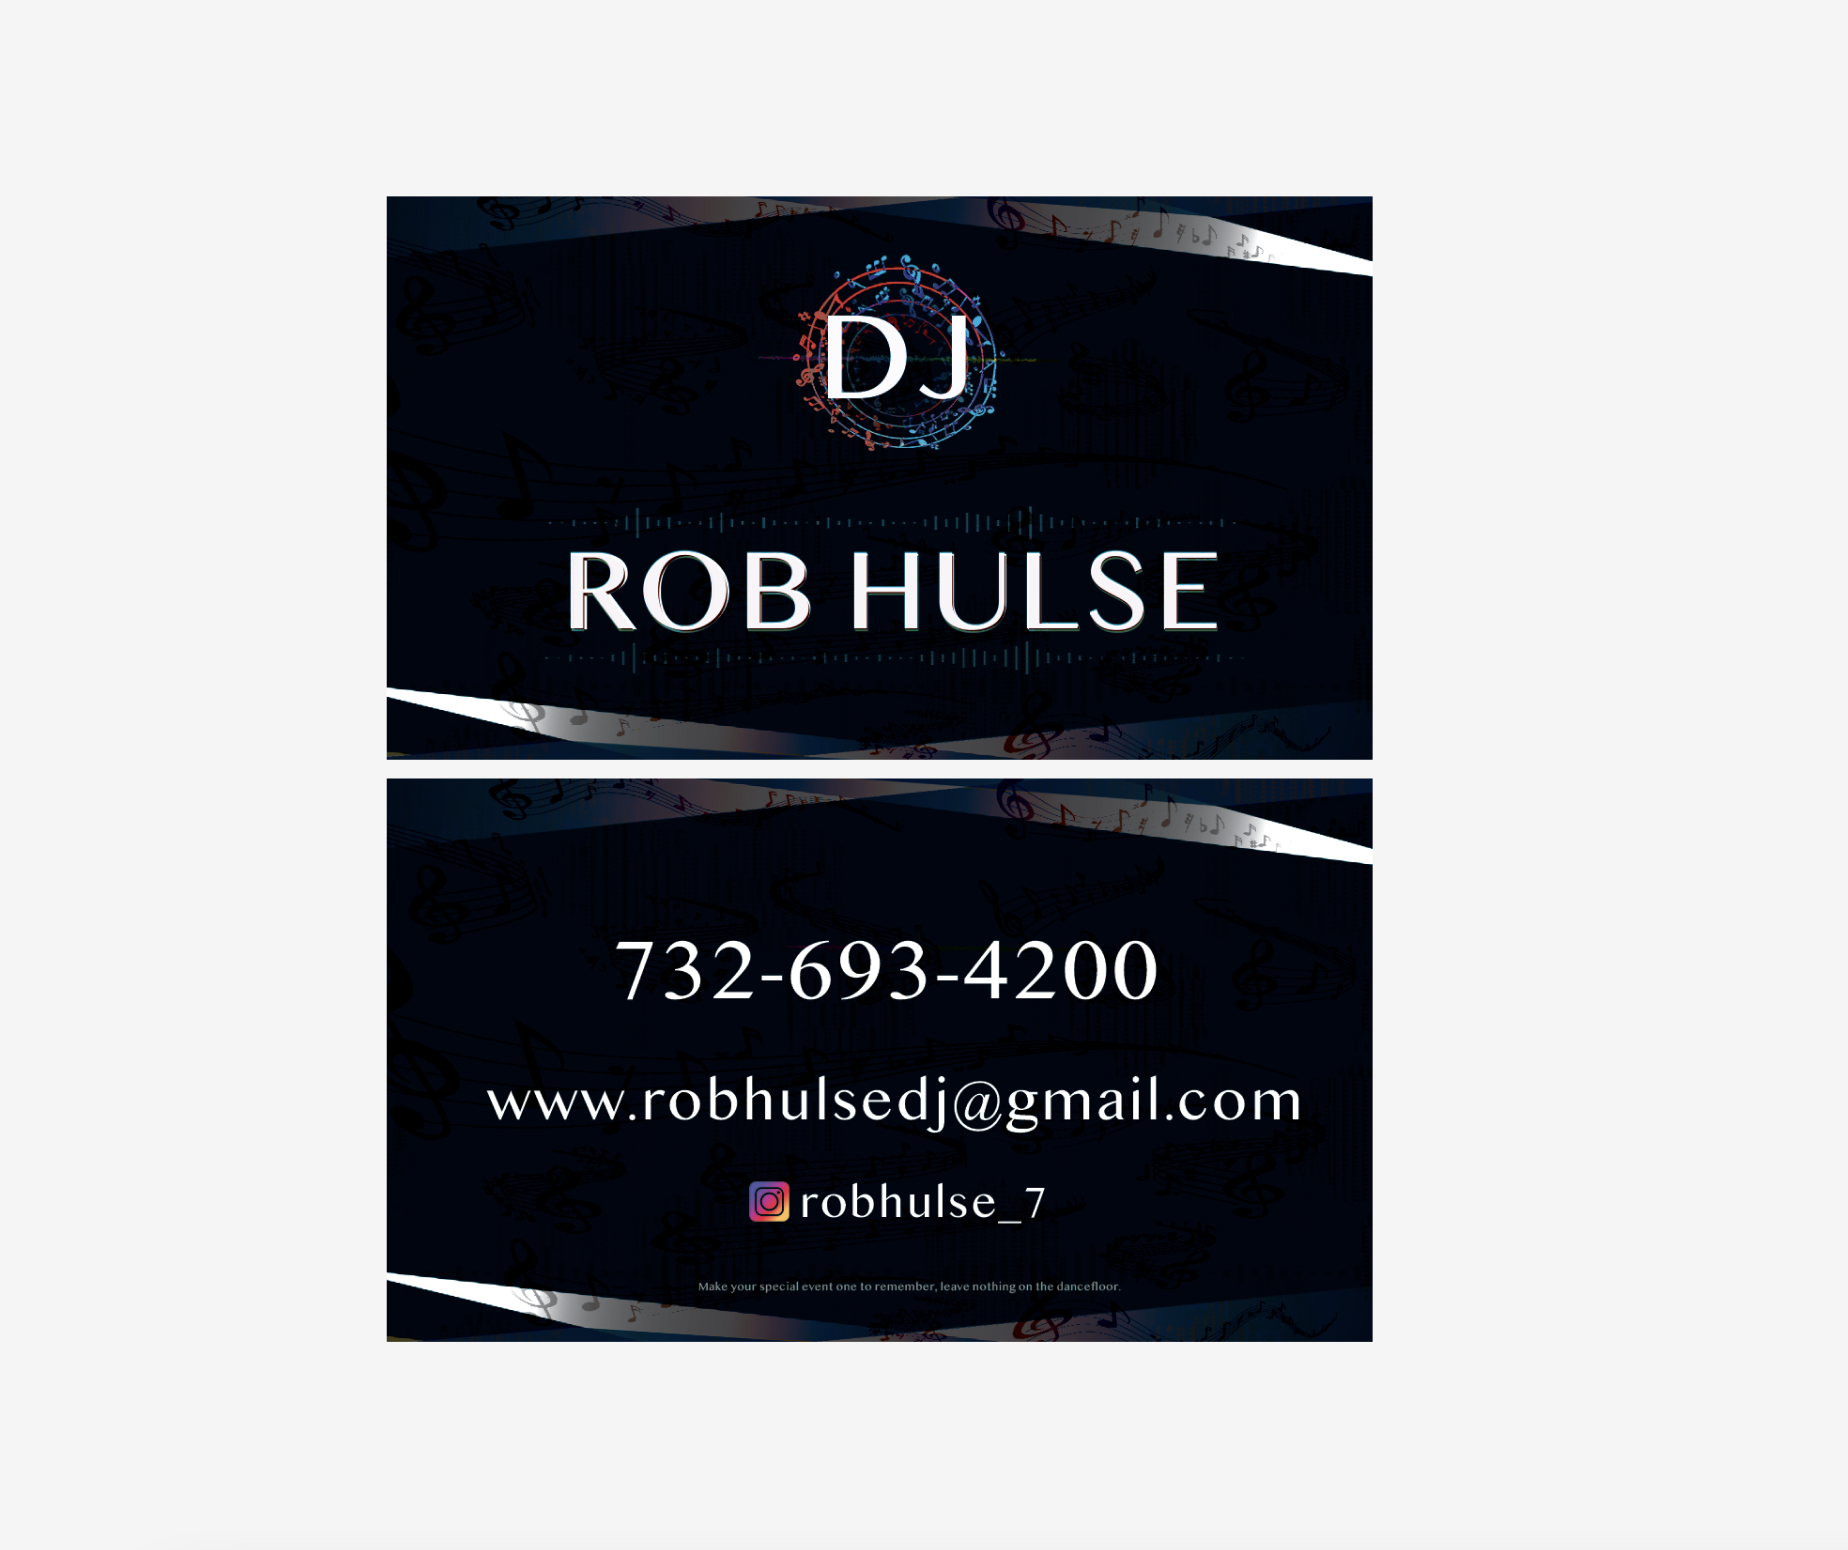 DJ
ROB HULSE
732-693-4200
www.robhulsedj@gmail.com
robhulse_7
Make your special event one to remember, leave nothing on the dancefloor.